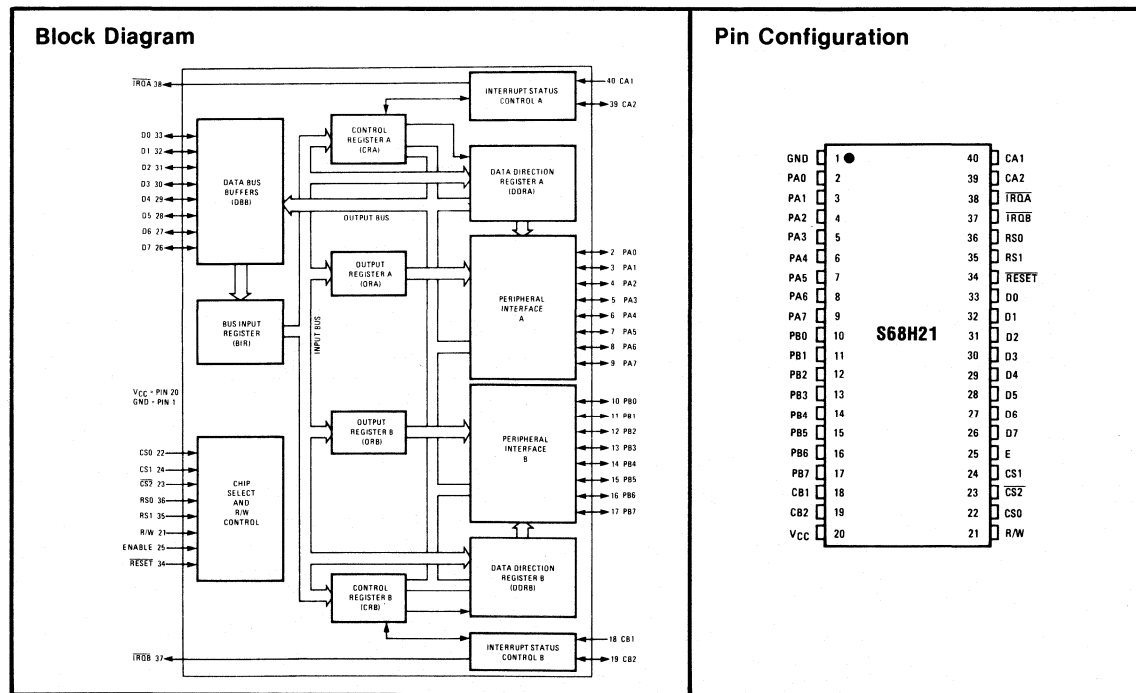 Block Diagram
IRQA 38
40 CA1
39 CA2
INTERRUPT STATUS
CONTROL A
CONTROL
REGISTER A
(CRA)
D0 33
D1 32
D2 31
D3 30
D4 29
D5 28
D6 27
D7 26
DATA BUS
BUFFERS
(DBB)
DATA DIRECTION
REGISTER A
(DDRA)
OUTPUT BUS
OUTPUT
REGISTER A
(ORA)
PERIPHERAL
INTERFACE
A
2 PA0
3 PA1
4 PA2
5 PA3
6 PA4
7 PA5
8 PA6
9 PA7
BUS INPUT
REGISTER
(BIR)
INPUT BUS
VCC - PIN 20
GND - PIN 1
OUTPUT
REGISTER B
(ORB)
PERIPHERAL
INTERFACE
B
10 PB0
11 PB1
12 PB2
13 PB3
14 PB4
15 PB5
16 PB6
17 PB7
CS0 22
CS1 24
CS2 23
RS0 36
RS1 35
R/W 21
ENABLE 25
RESET 34
CHIP
SELECT
AND
R/W
CONTROL
DATA DIRECTION
REGISTER B
(DDRB)
CONTROL
REGISTER B
(CRB)
INTERRUPT STATUS
CONTROL B
18 CB1
19 CB2
IRQB 37
Pin Configuration
GND 1 40 CA1
PA0 2 39 CA2
PA1 3 38 IRQA
PA2 4 37 IRQB
PA3 5 36 RS0
PA4 6 35 RS1
PA5 7 34 RESET
PA6 8 33 D0
PA7 9 32 D1
PB0 10 S68H21 31 D2
PB1 11 30 D3
PB2 12 29 D4
PB3 13 28 D5
PB4 14 27 D6
PB5 15 26 D7
PB6 16 25 E
PB7 17 24 CS1
CB1 18 23 CS2
CB2 19 22 CS0
VCC 20 21 R/W